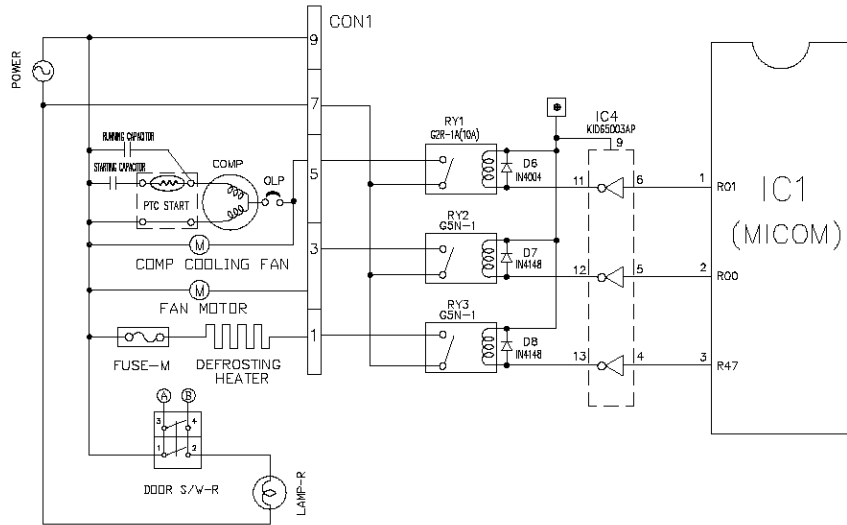 CON1
POWER
9
7
5
3
1
RUNNING CAPACITOR
STARTING CAPACITOR
PTC START
COMP
OLP
M
COMP COOLING FAN
M
FAN MOTOR
FUSE-M
DEFROSTING
HEATER
A
B
3
4
1
2
DOOR S/W-R
LAMP-R
RY1
G2R-1A(10A)
D6
IN4004
RY2
G5N-1
D7
IN4148
RY3
G5N-1
D8
IN4148
IC4
KID65003AP
9
11
6
12
5
13
4
1
R01
2
R00
3
R47
IC1
(MICOM)